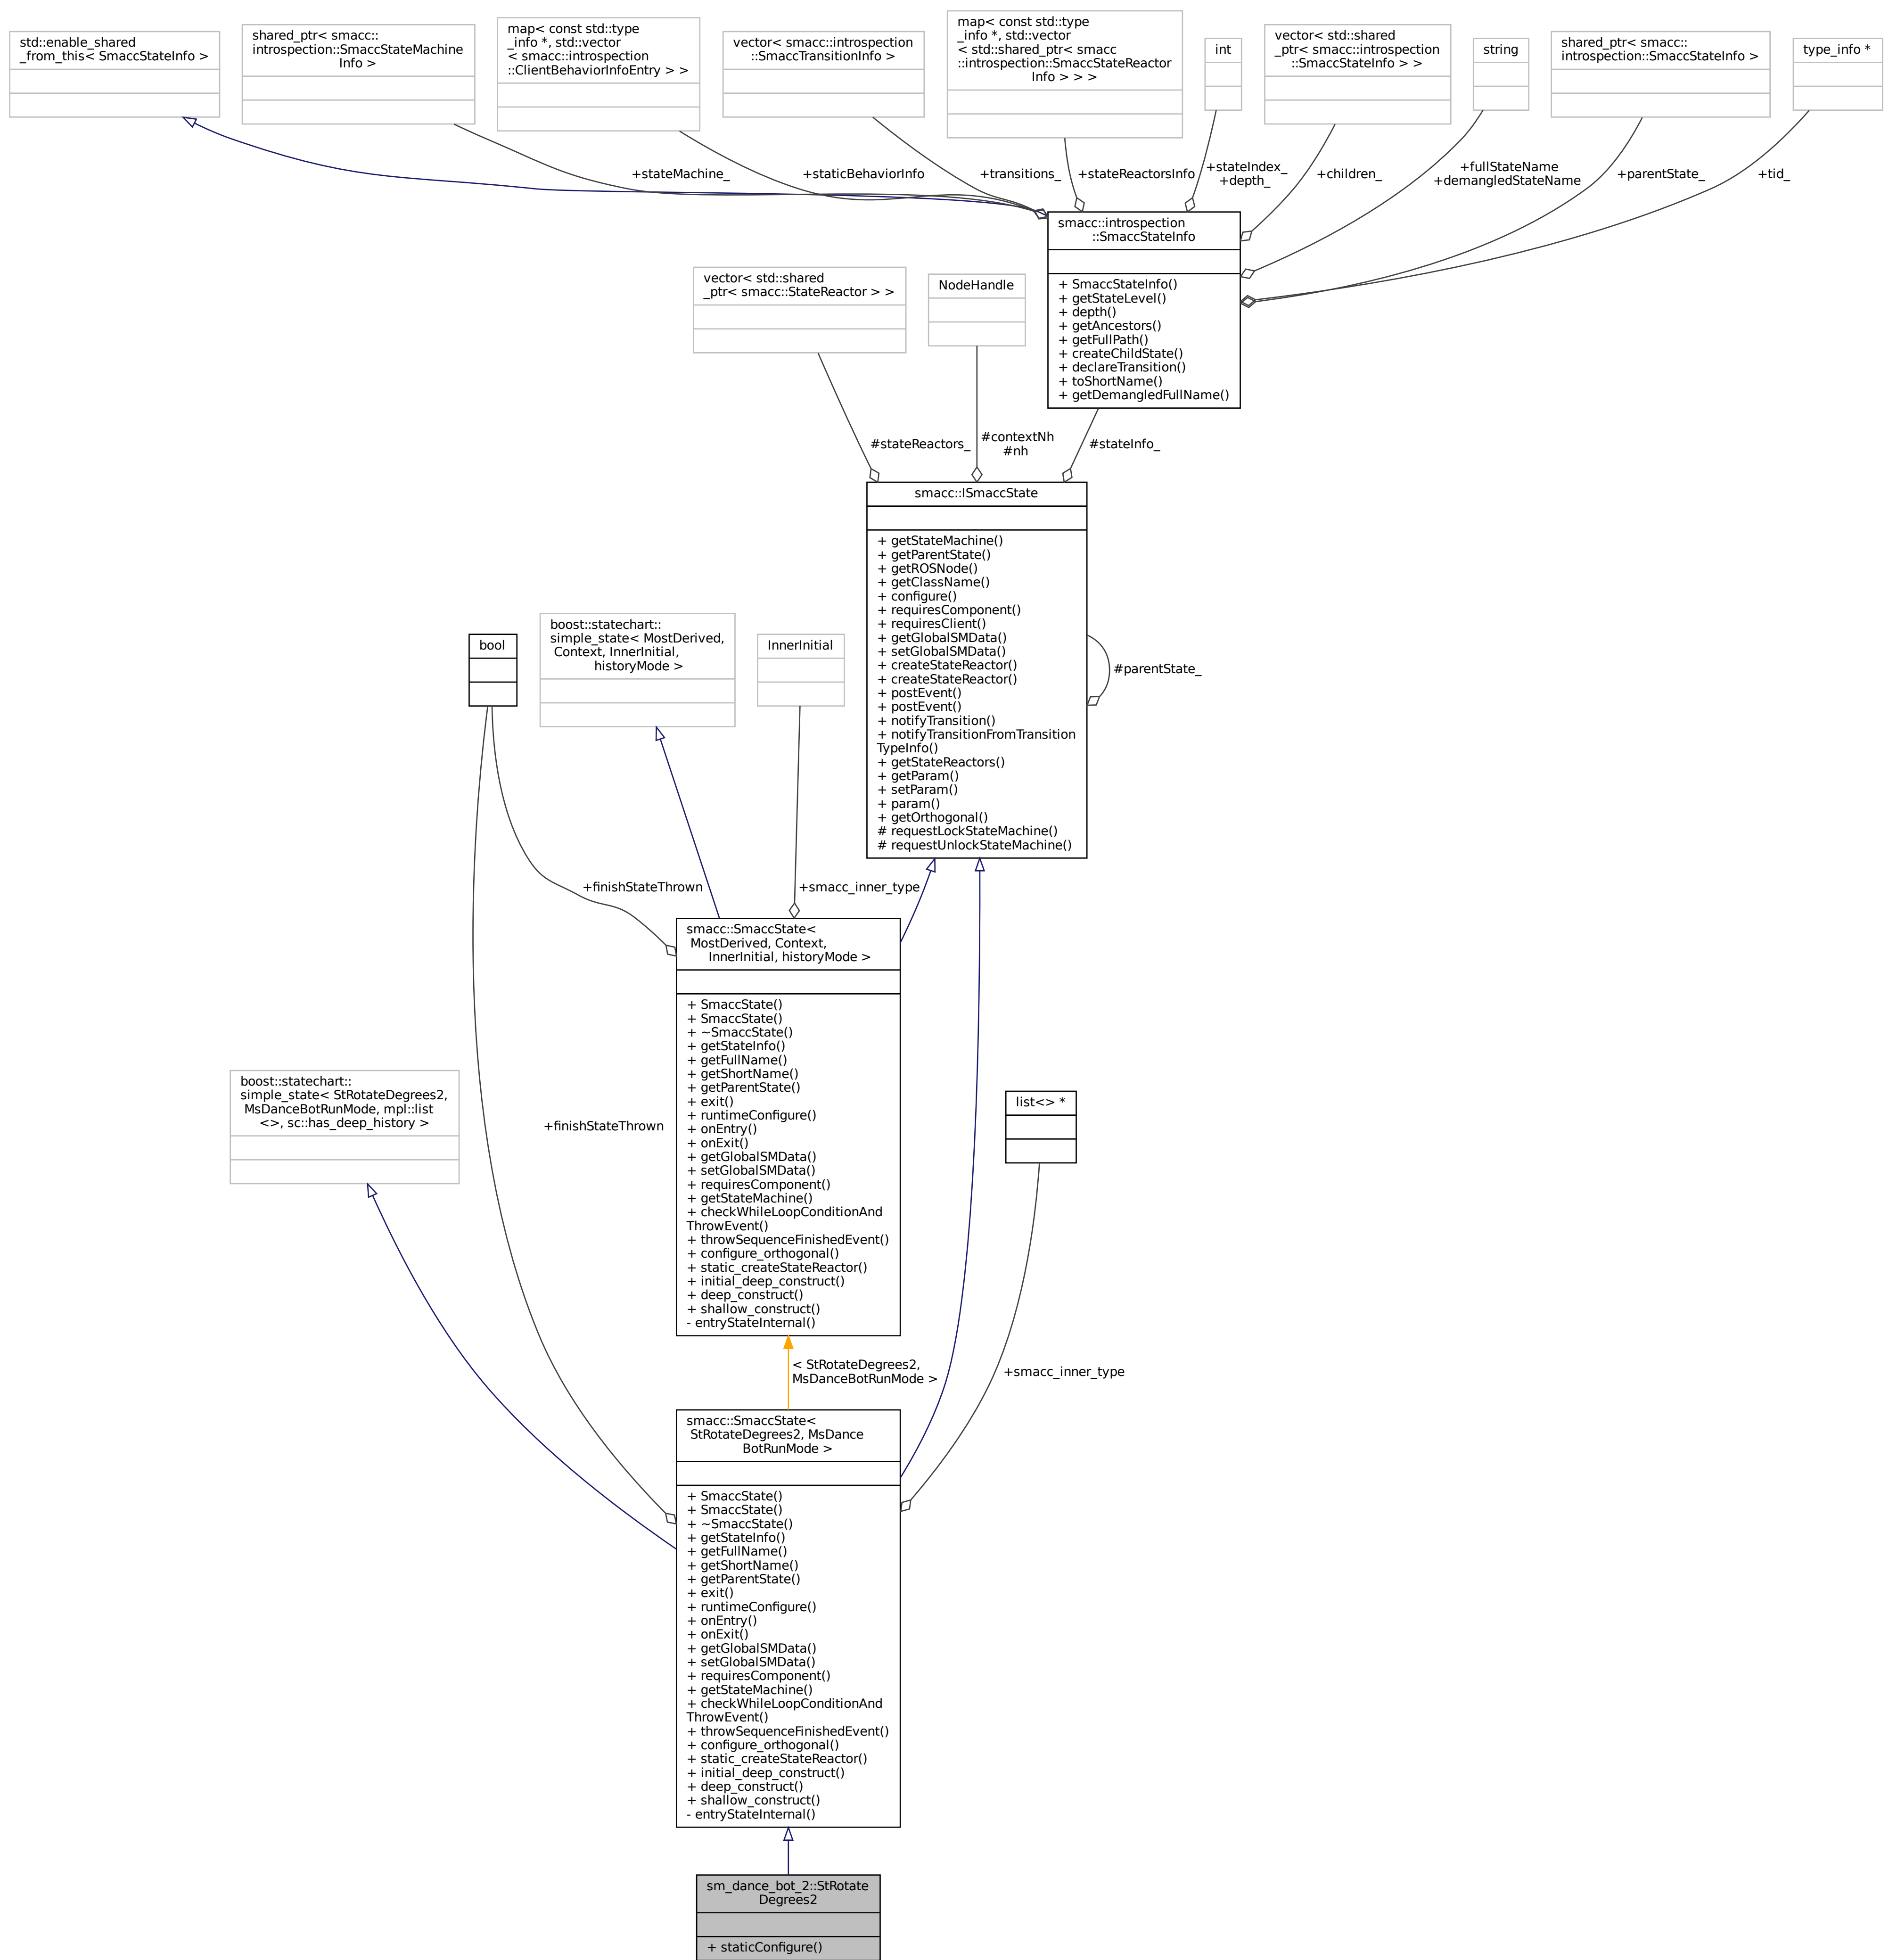 std::enable_shared
_from_this< SmaccStateInfo >
shared_ptr< smacc::
introspection::SmaccStateMachine
Info >
map< const std::type
_info *, std::vector
< smacc::introspection
::ClientBehaviorInfoEntry > >
vector< smacc::introspection
::SmaccTransitionInfo >
map< const std::type
_info *, std::vector
< std::shared_ptr< smacc
::introspection::SmaccStateReactor
Info > > >
int
vector< std::shared
_ptr< smacc::introspection
::SmaccStateInfo > >
string
shared_ptr< smacc::
introspection::SmaccStateInfo >
type_info *
+stateMachine_
+staticBehaviorInfo
+transitions_
+stateReactorsInfo
+stateIndex_
+depth_
+children_
+fullStateName
+demangledStateName
+parentState_
+tid_
smacc::introspection
::SmaccStateInfo
+ SmaccStateInfo()
+ getStateLevel()
+ depth()
+ getAncestors()
+ getFullPath()
+ createChildState()
+ declareTransition()
+ toShortName()
+ getDemangledFullName()
vector< std::shared
_ptr< smacc::StateReactor > >
NodeHandle
#stateReactors_
#contextNh
#nh
#stateInfo_
smacc::ISmaccState
+ getStateMachine()
+ getParentState()
+ getROSNode()
+ getClassName()
+ configure()
+ requiresComponent()
+ requiresClient()
+ getGlobalSMData()
+ setGlobalSMData()
+ createStateReactor()
+ createStateReactor()
+ postEvent()
+ postEvent()
+ notifyTransition()
+ notifyTransitionFromTransition
TypeInfo()
+ getStateReactors()
+ getParam()
+ setParam()
+ param()
+ getOrthogonal()
# requestLockStateMachine()
# requestUnlockStateMachine()
#parentState_
bool
boost::statechart::
simple_state< MostDerived,
Context, InnerInitial,
historyMode >
InnerInitial
+finishStateThrown
+smacc_inner_type
smacc::SmaccState<
MostDerived, Context,
InnerInitial, historyMode >
+ SmaccState()
+ SmaccState()
+ ~SmaccState()
+ getStateInfo()
+ getFullName()
+ getShortName()
+ getParentState()
+ exit()
+ runtimeConfigure()
+ onEntry()
+ onExit()
+ getGlobalSMData()
+ setGlobalSMData()
+ requiresComponent()
+ getStateMachine()
+ checkWhileLoopConditionAnd
ThrowEvent()
+ throwSequenceFinishedEvent()
+ configure_orthogonal()
+ static_createStateReactor()
+ initial_deep_construct()
+ deep_construct()
+ shallow_construct()
- entryStateInternal()
boost::statechart::
simple_state< StRotateDegrees2,
MsDanceBotRunMode, mpl::list
<>, sc::has_deep_history >
+finishStateThrown
list<> *
< StRotateDegrees2,
MsDanceBotRunMode >
+smacc_inner_type
smacc::SmaccState<
StRotateDegrees2, MsDance
BotRunMode >
+ SmaccState()
+ SmaccState()
+ ~SmaccState()
+ getStateInfo()
+ getFullName()
+ getShortName()
+ getParentState()
+ exit()
+ runtimeConfigure()
+ onEntry()
+ onExit()
+ getGlobalSMData()
+ setGlobalSMData()
+ requiresComponent()
+ getStateMachine()
+ checkWhileLoopConditionAnd
ThrowEvent()
+ throwSequenceFinishedEvent()
+ configure_orthogonal()
+ static_createStateReactor()
+ initial_deep_construct()
+ deep_construct()
+ shallow_construct()
- entryStateInternal()
sm_dance_bot_2::StRotate
Degrees2
+ staticConfigure()